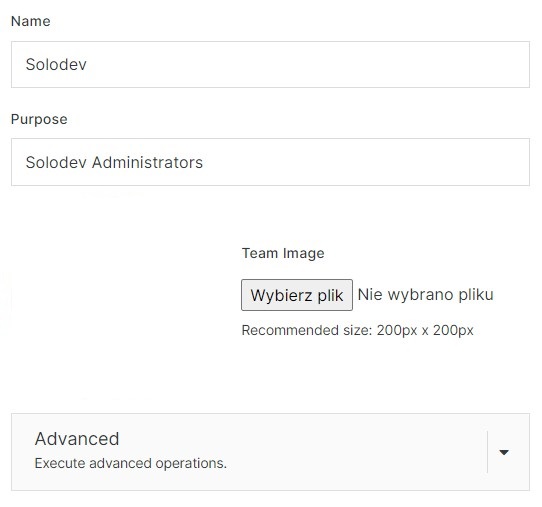 Name
Solodev
Purpose
Solodev Administrators
Team Image
Wybierz plik Nie wybrano pliku
Recommended size: 200px x 200px
Advanced
Execute advanced operations.